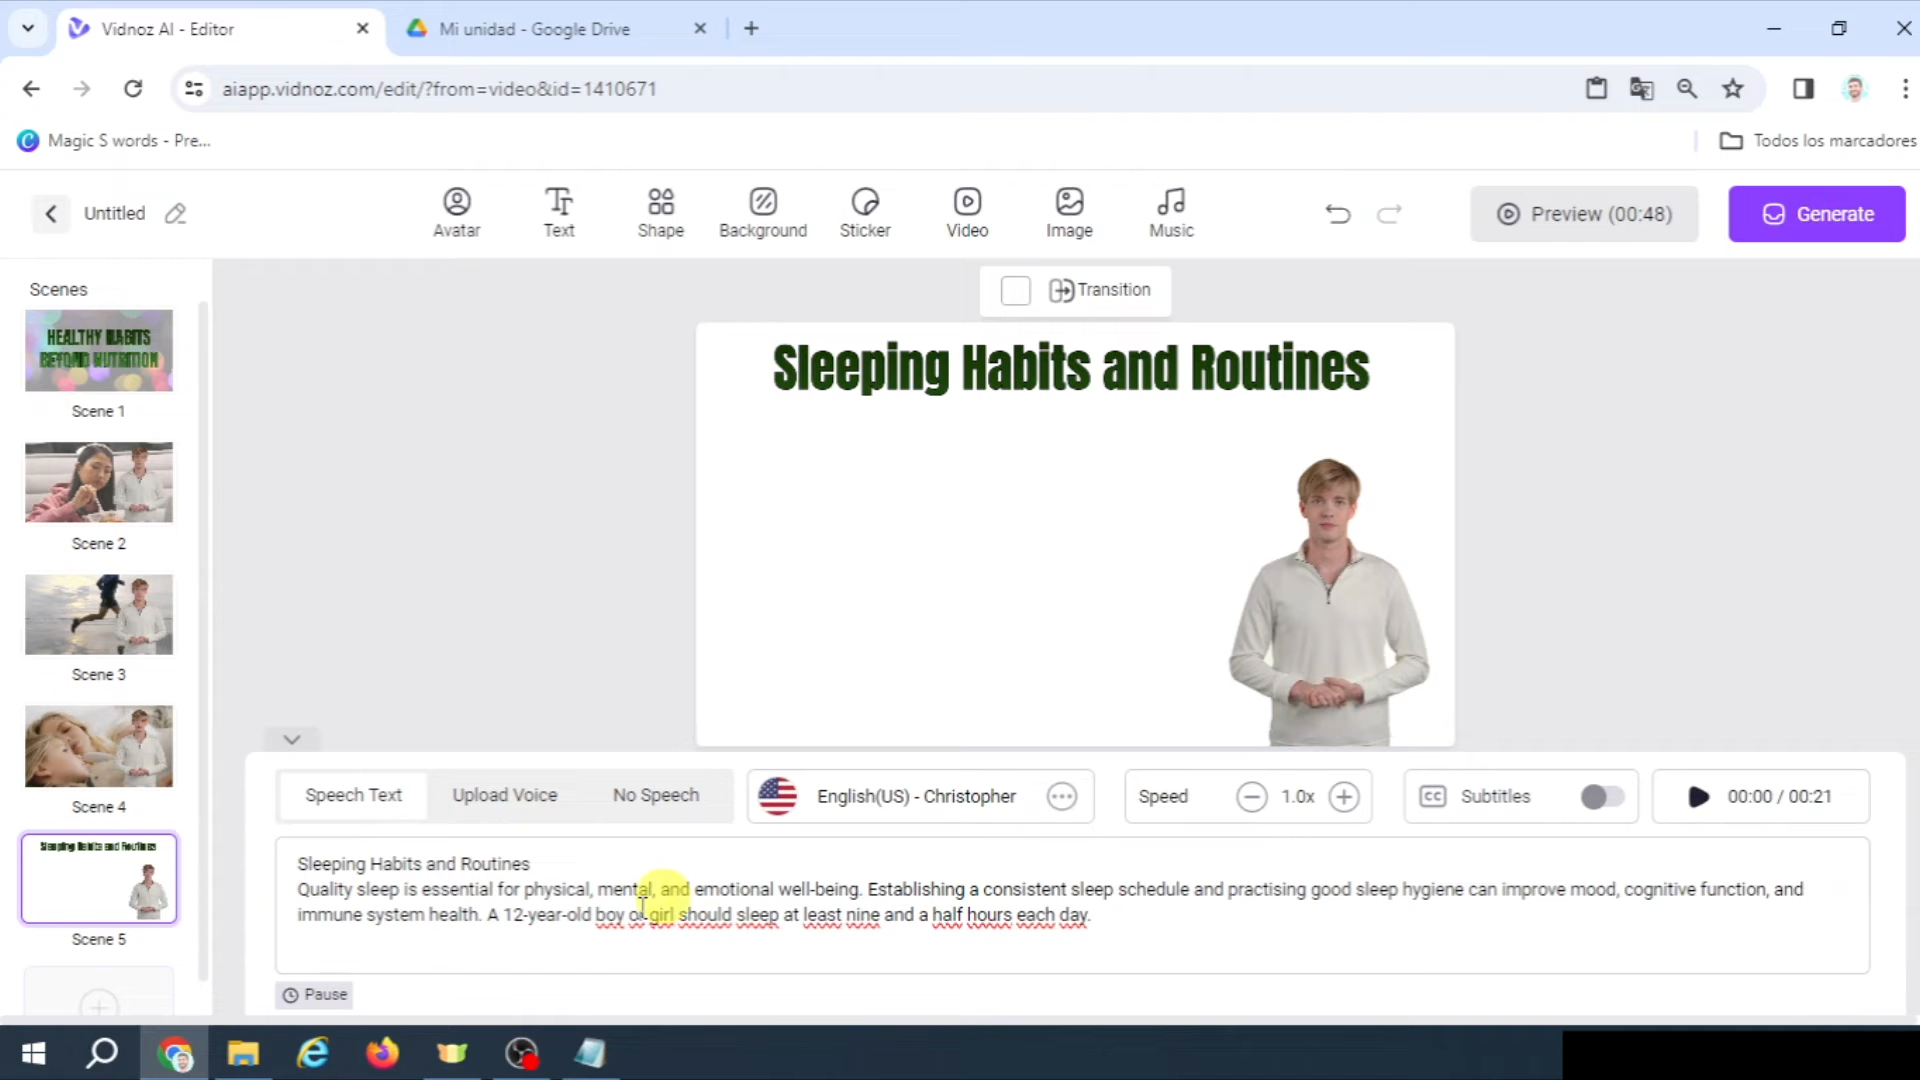 Vidnoz AI - Editor
Mi unidad - Google Drive
aiapp.vidnoz.com/edit/?from=video&id=1410671
Magic S words - Pre...
Todos los marcadores
Untitled
Avatar
Text
Shape
Background
Sticker
Video
Image
Music
Preview (00:48)
Generate
Scenes
HEALTHY HABITS
BEYOND NUTRITION
Scene 1
Scene 2
Scene 3
Scene 4
Sleeping Habits and Routines
Scene 5
Transition
Sleeping Habits and Routines
Speech Text
Upload Voice
No Speech
English(US) - Christopher
Speed
1.0x
CC
Subtitles
00:00 / 00:21
Sleeping Habits and Routines
Quality sleep is essential for physical, mental, and emotional well-being. Establishing a consistent sleep schedule and practising good sleep hygiene can improve mood, cognitive function, and
immune system health. A 12-year-old boy or girl should sleep at least nine and a half hours each day.
Pause